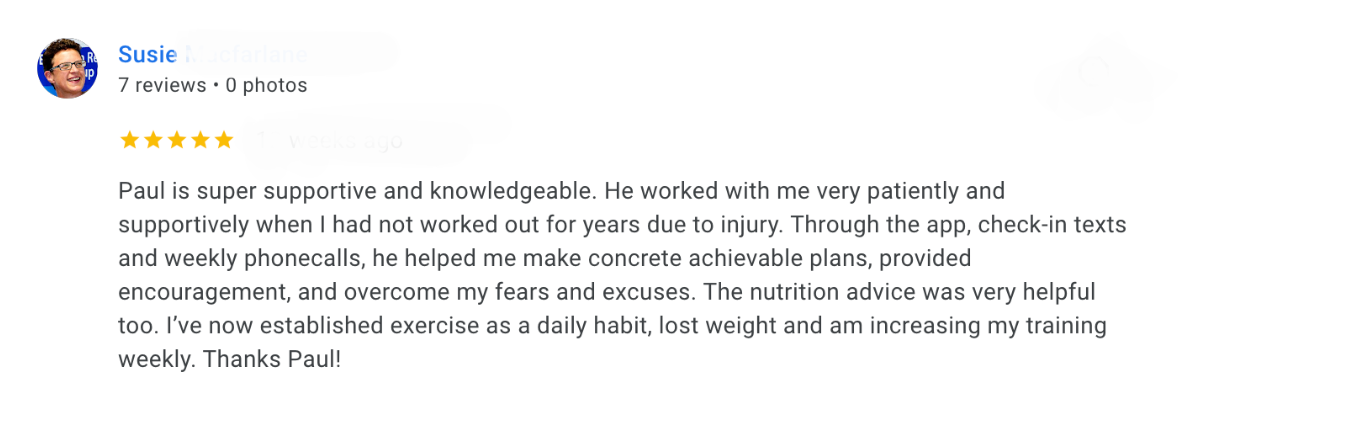 Susie
7 reviews • 0 photos
weeks ago
Paul is super supportive and knowledgeable. He worked with me very patiently and
supportively when I had not worked out for years due to injury. Through the app, check-in texts
and weekly phonecalls, he helped me make concrete achievable plans, provided
encouragement, and overcome my fears and excuses. The nutrition advice was very helpful
too. I’ve now established exercise as a daily habit, lost weight and am increasing my training
weekly. Thanks Paul!